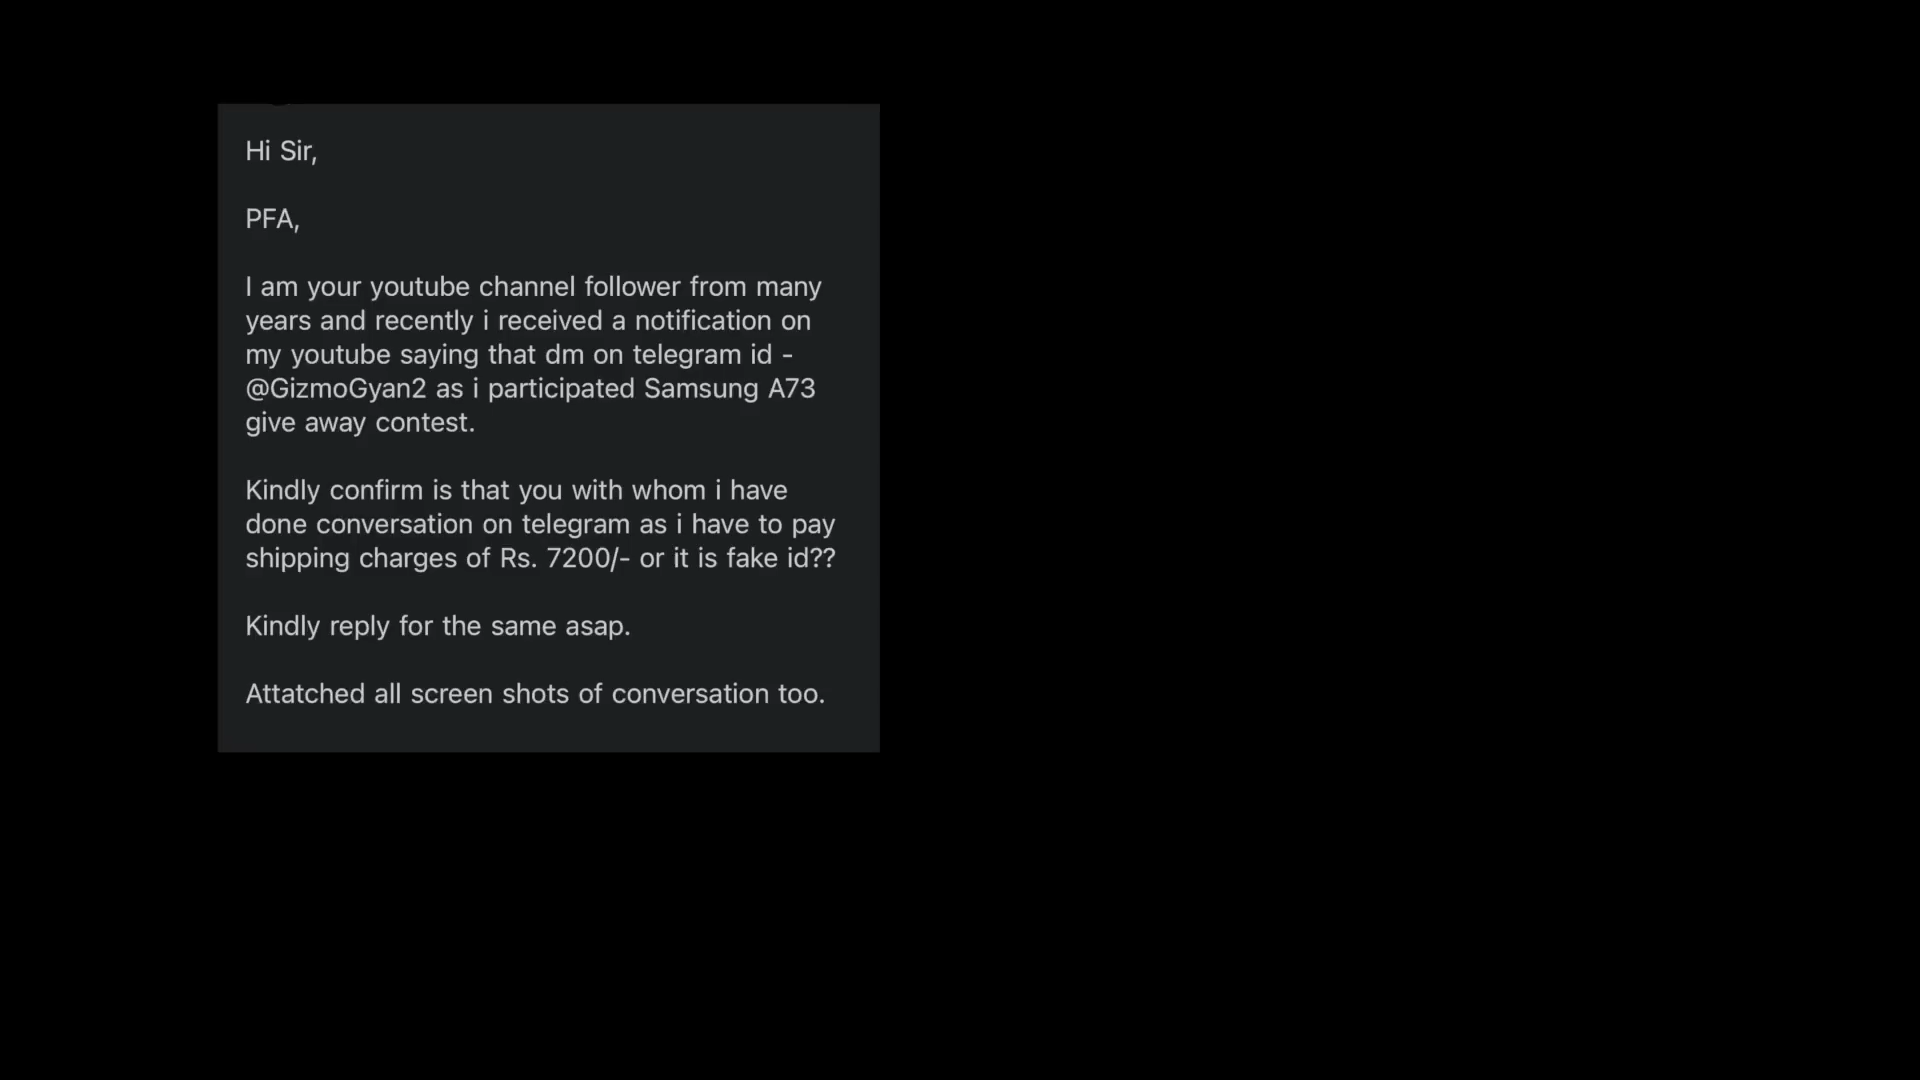 Hi Sir,
PFA,
I am your youtube channel follower from many
years and recently i received a notification on
my youtube saying that dm on telegram id -
@GizmoGyan2 as i participated Samsung A73
give away contest.
Kindly confirm is that you with whom i have
done conversation on telegram as i have to pay
shipping charges of Rs. 7200/- or it is fake id??
Kindly reply for the same asap.
Attatched all screen shots of conversation too.